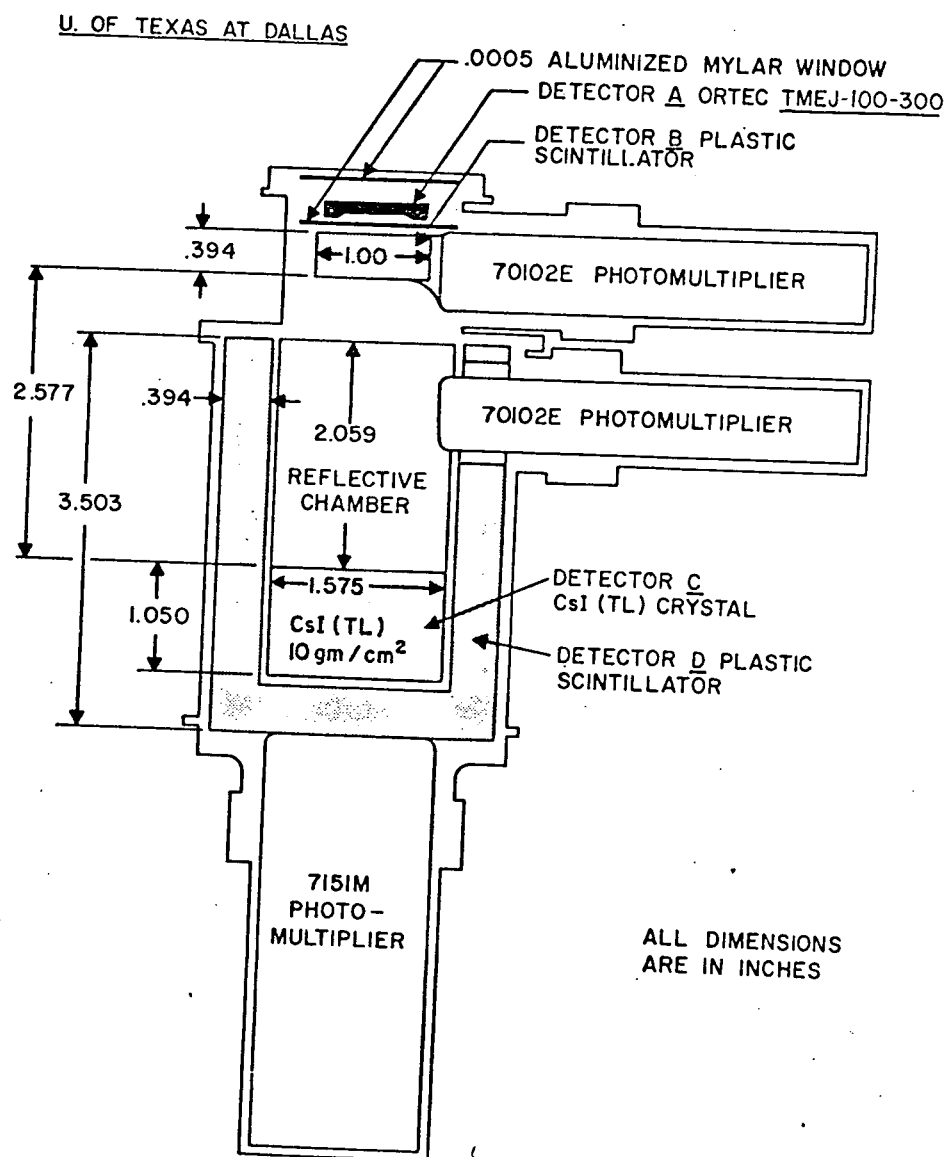 U. OF TEXAS AT DALLAS
.0005 ALUMINIZED MYLAR WINDOW
DETECTOR A ORTEC TMEJ-100-300
DETECTOR B PLASTIC
SCINTILLATOR
.394
1.00
70102E PHOTOMULTIPLIER
2.577
.394
2.059
70102E PHOTOMULTIPLIER
REFLECTIVE
CHAMBER
3.503
1.575
DETECTOR C
CsI (TL) CRYSTAL
1.050
CsI (TL)
10 gm/cm²
DETECTOR D PLASTIC
SCINTILLATOR
7151M
PHOTO-
MULTIPLIER
ALL DIMENSIONS
ARE IN INCHES